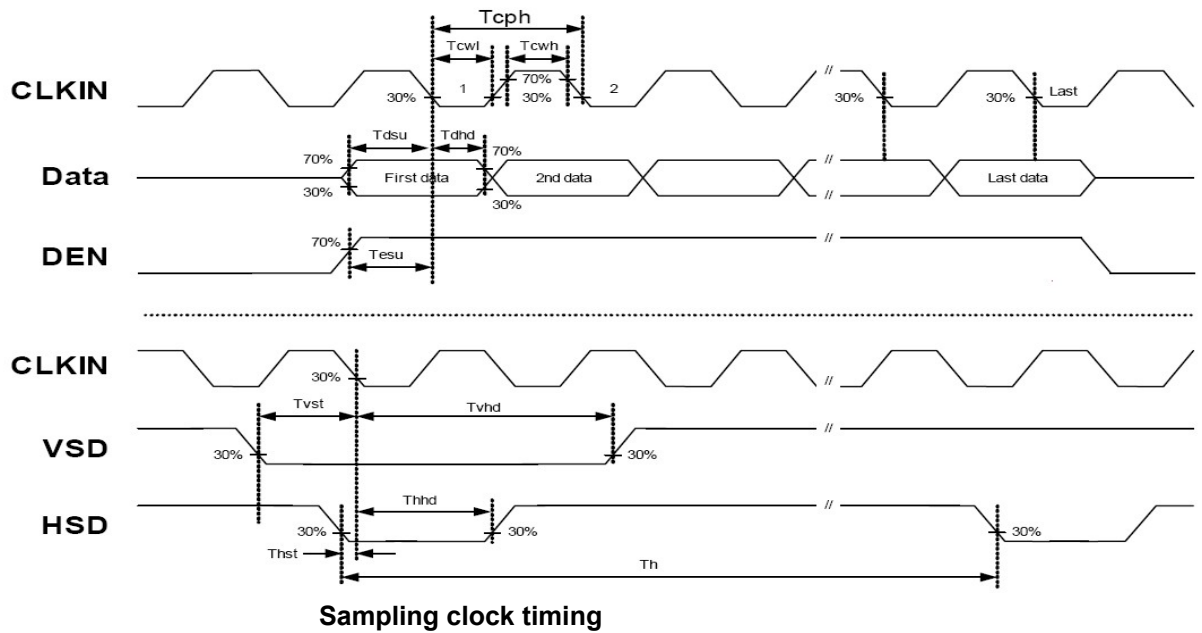 Tcph
Tcwl Tcwh
CLKIN 30% 1 70% 30% 2 // 30% 30% Last
Tdsu Tdhd
Data 70% 30% First data 70% 30% 2nd data // Last data
DEN 70% Tesu //
CLKIN 30% //
Tvst Tvhd
VSD 30% 30% //
Thhd
HSD 30% 30% // 30%
Thst
Th
Sampling clock timing